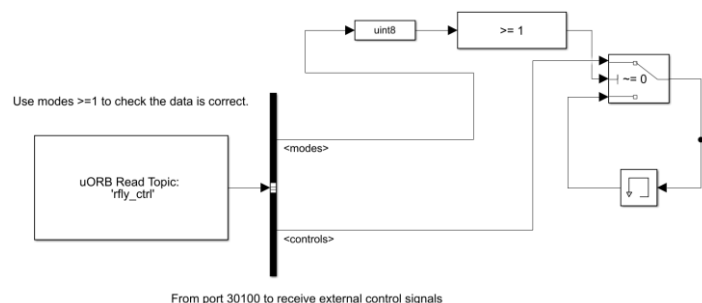 uint8
>= 1
~= 0
Use modes >=1 to check the data is correct.
<modes>
uORB Read Topic:
'rfly_ctrl'
<controls>
From port 30100 to receive external control signals